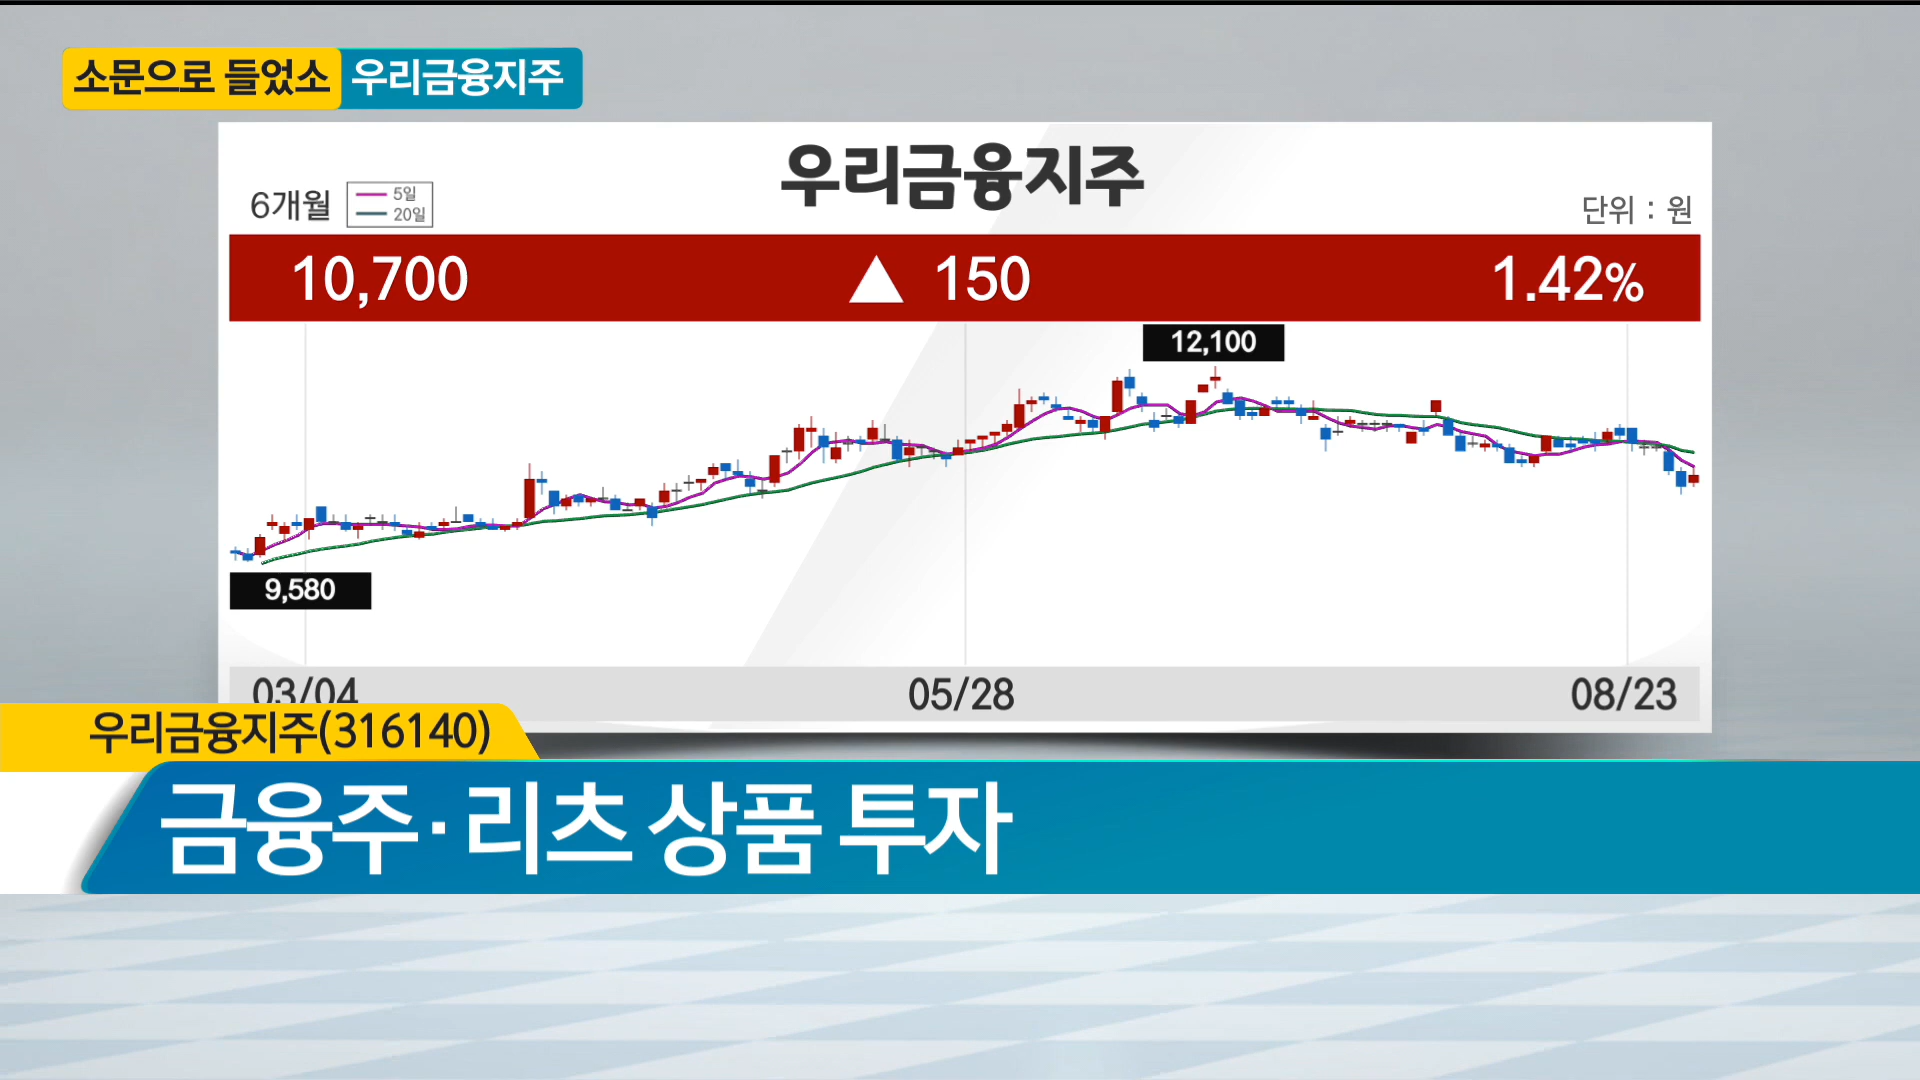 소문으로 들었소 우리금융지주
우리금융지주
6개월
5일
20일
단위 : 원
10,700 ▲ 150 1.42%
12,100
9,580
03/04 05/28 08/23
우리금융지주(316140)
금융주·리츠 상품 투자